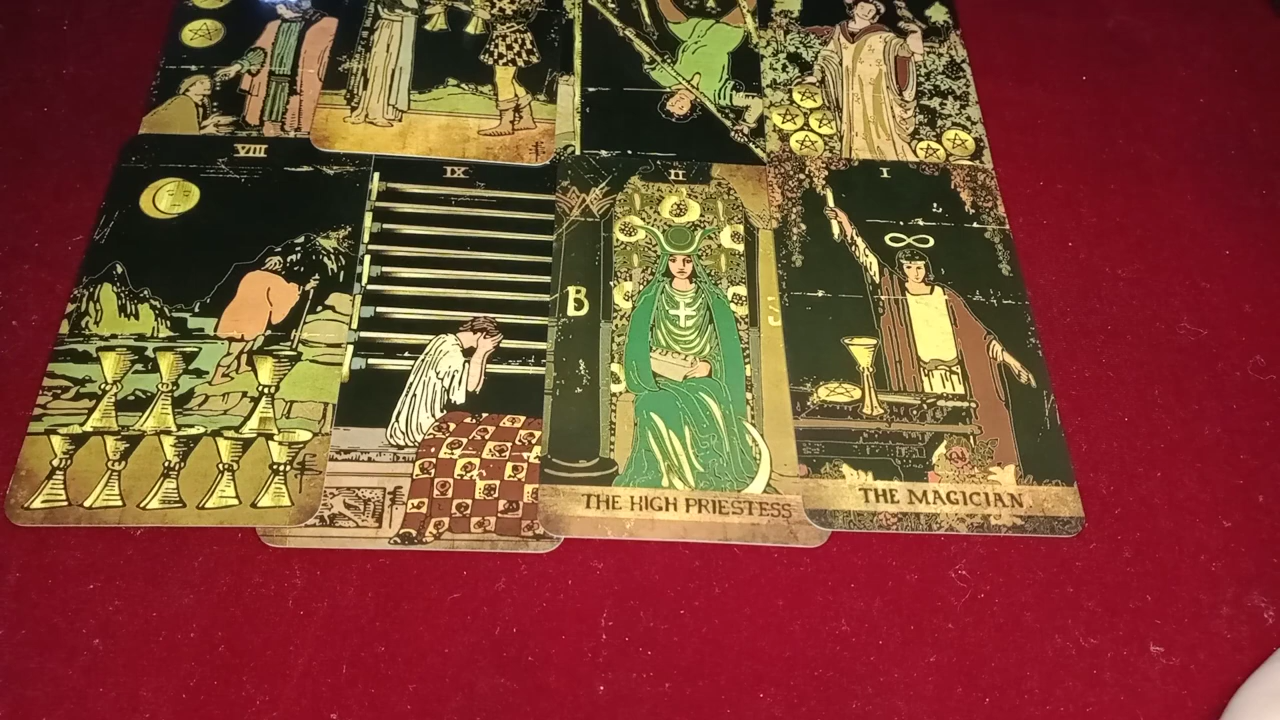 VIII
IX
II
I
B
S
THE HIGH PRIESTESS
THE MAGICIAN